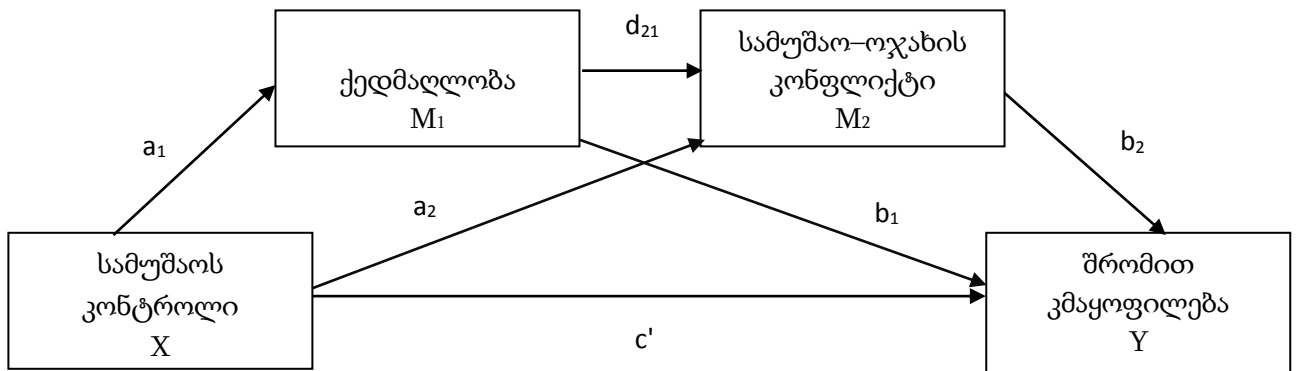 d21
სამუშაო–ოჯახის
კონფლიქტი
M2
ქედმაღლობა
M1
a1
b2
a2
b1
სამუშაოს
კონტროლი
X
შრომით
კმაყოფილება
Y
c'